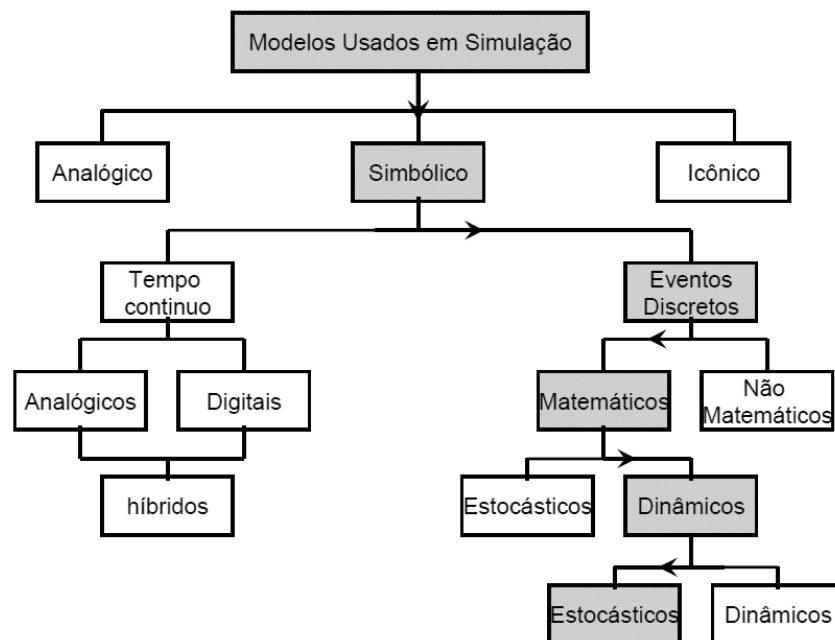 Modelos Usados em Simulação
Analógico
Simbólico
Icônico
Tempo
continuo
Eventos
Discretos
Analógicos
Digitais
Matemáticos
Não
Matemáticos
híbridos
Estocásticos
Dinâmicos
Estocásticos
Dinâmicos